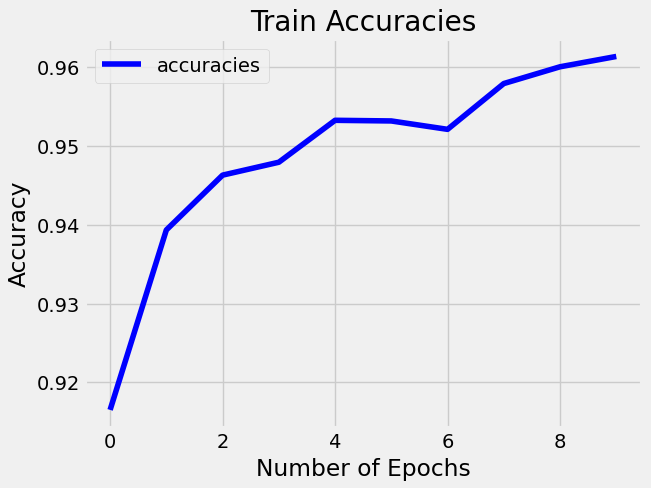 Train Accuracies
accuracies
0.96
0.95
0.94
0.93
0.92
Accuracy
0 2 4 6 8
Number of Epochs